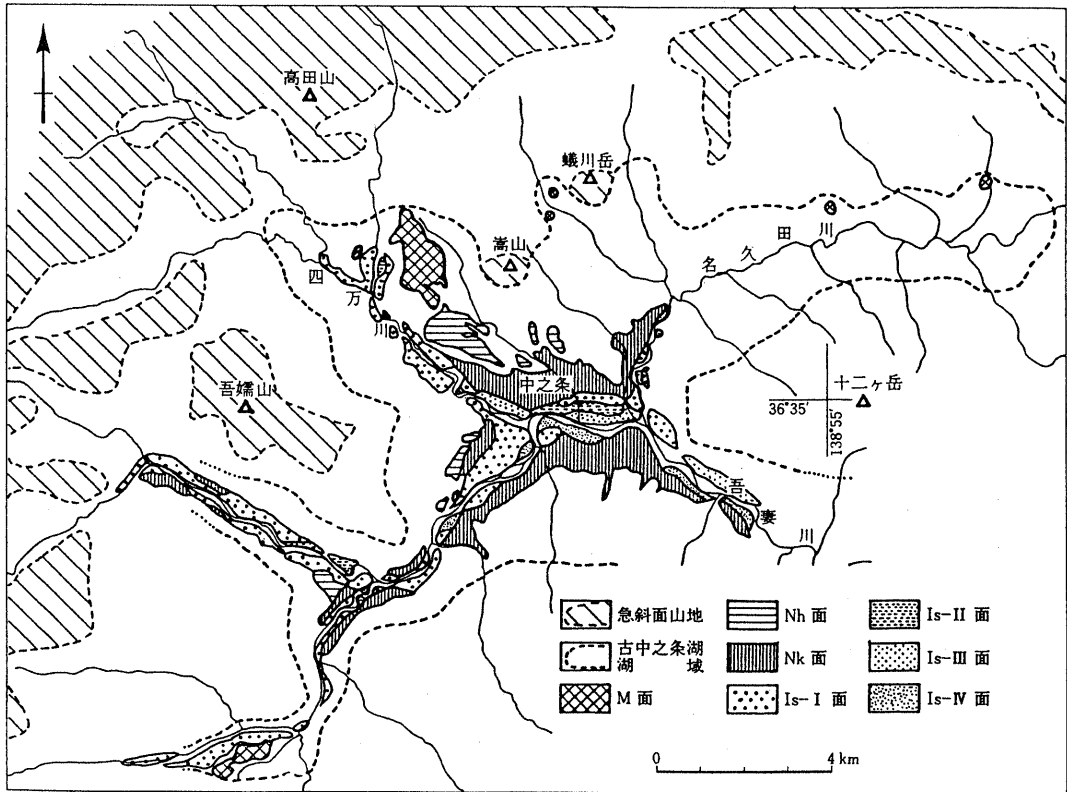 高田山
蟻川岳
嵩山
四万川
名久田川
吾嬬山
中之条
十二ヶ岳
36°35′
138°55′
吾妻川
急斜面山地
古中之条湖
湖域
M 面
Nh 面
Nk 面
Is-I 面
Is-II 面
Is-III 面
Is-IV 面
0 4 km